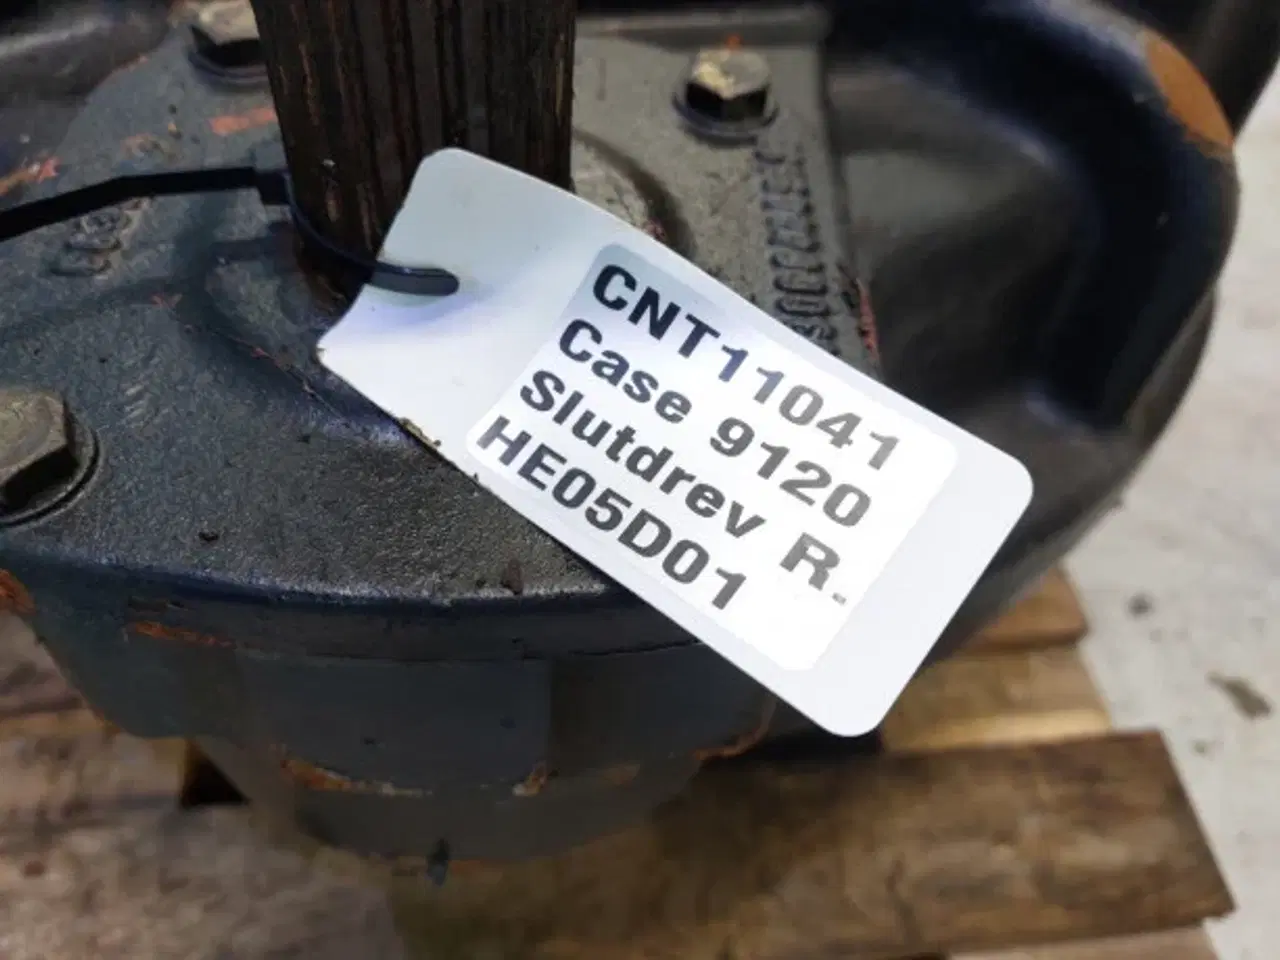 CNT11041
Case 9120
Slutdrev R.
HE05D01